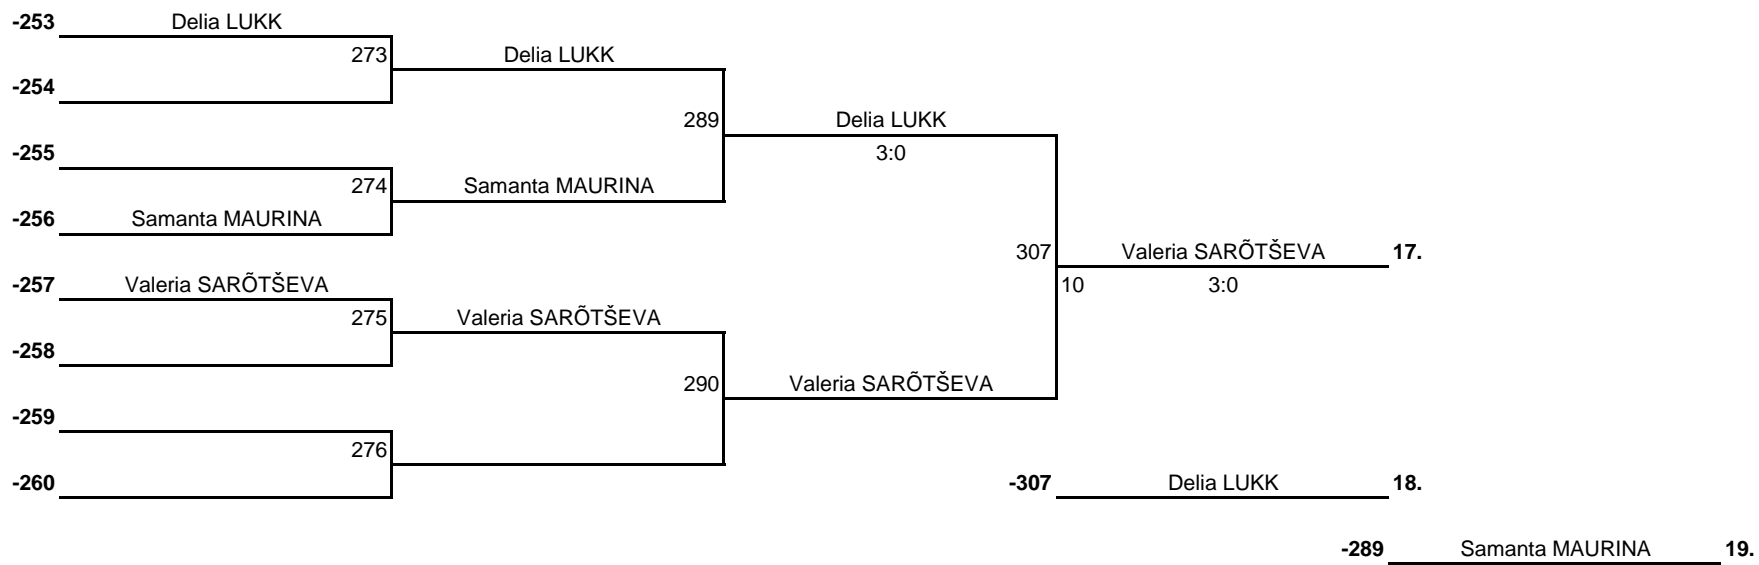 -253 Delia LUKK
273 Delia LUKK
-254
289 Delia LUKK
-255 3:0
274 Samanta MAURINA
-256 Samanta MAURINA
307 Valeria SARÕTŠEVA 17.
-257 Valeria SARÕTŠEVA 10 3:0
275 Valeria SARÕTŠEVA
-258
290 Valeria SARÕTŠEVA
-259
276
-260 -307 Delia LUKK 18.
-289 Samanta MAURINA 19.